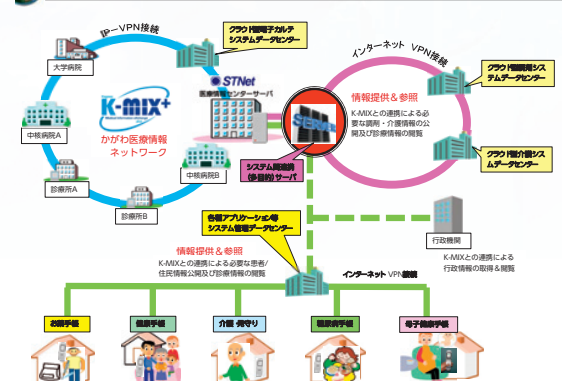 IP－VPN接続
クラウド型電子カルテ
システムデータセンター
大学病院
STNet
医療情報センターサーバ
K-MIX+
かがわ医療情報
ネットワーク
中核病院A
中核病院B
診療所A
診療所B
インターネット VPN接続
クラウド型調剤シス
テムデータセンター
情報提供＆参照
K-MIXとの連携による必
要な調剤・介護情報の公
開及び診療情報の閲覧
クラウド型介護シス
テムデータセンター
システム間連携
(多目的)サーバ
各種アプリケーション等
システム管理データセンター
行政機関
K-MIXとの連携による
行政情報の取得＆閲覧
情報提供＆参照
K-MIXとの連携による必要な患者/
住民情報公開及び診療情報の閲覧
インターネット VPN接続
お薬手帳
健康手帳
介護・見守り
糖尿病手帳
母子健康手帳